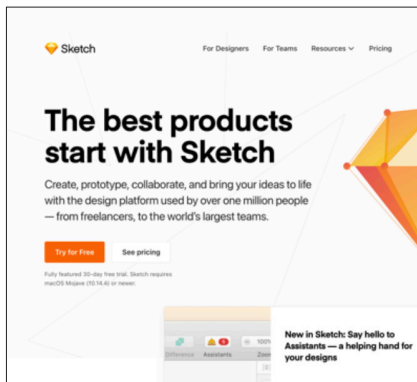 Sketch
For Designers For Teams Resources Pricing
The best products
start with Sketch
Create, prototype, collaborate, and bring your ideas to life
with the design platform used by over one million people
— from freelancers, to the world's largest teams.
Try for Free See pricing
Fully featured 30-day free trial. Sketch requires
macOS Mojave (10.14.4) or newer.
Difference Assistants Zoom
100%
New in Sketch: Say hello to
Assistants — a helping hand for
your designs